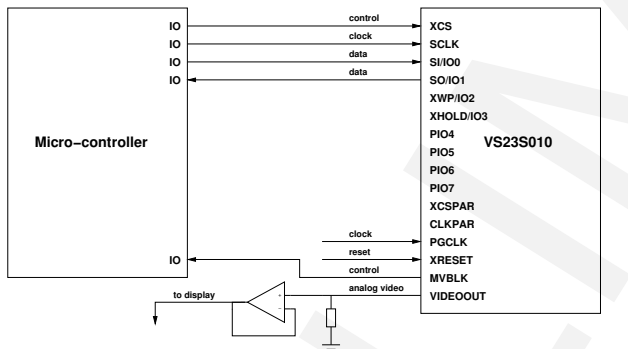 control
IO XCS
clock
IO SCLK
data
IO SI/IO0
data
IO SO/IO1
XWP/IO2
XHOLD/IO3
PIO4
Micro-controller PIO5 VS23S010
PIO6
PIO7
XCSPAR
CLKPAR
clock
PGCLK
reset
IO XRESET
control
MVBLK
to display analog video VIDEOOUT
+
-